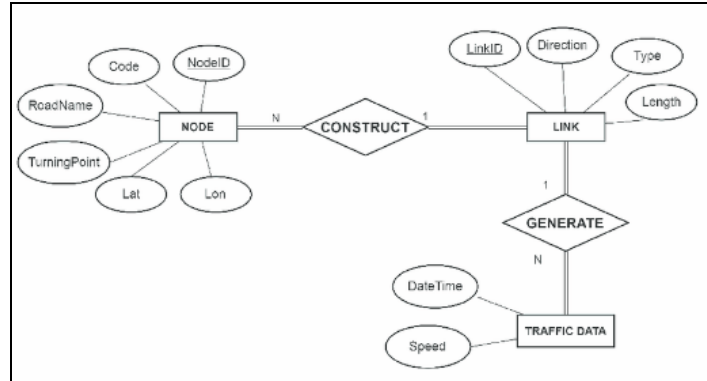 LinkID
Direction
Type
Code
NodeID
Length
RoadName
NODE
N
CONSTRUCT
1
LINK
TurningPoint
Lat
Lon
1
GENERATE
N
DateTime
Speed
TRAFFIC DATA